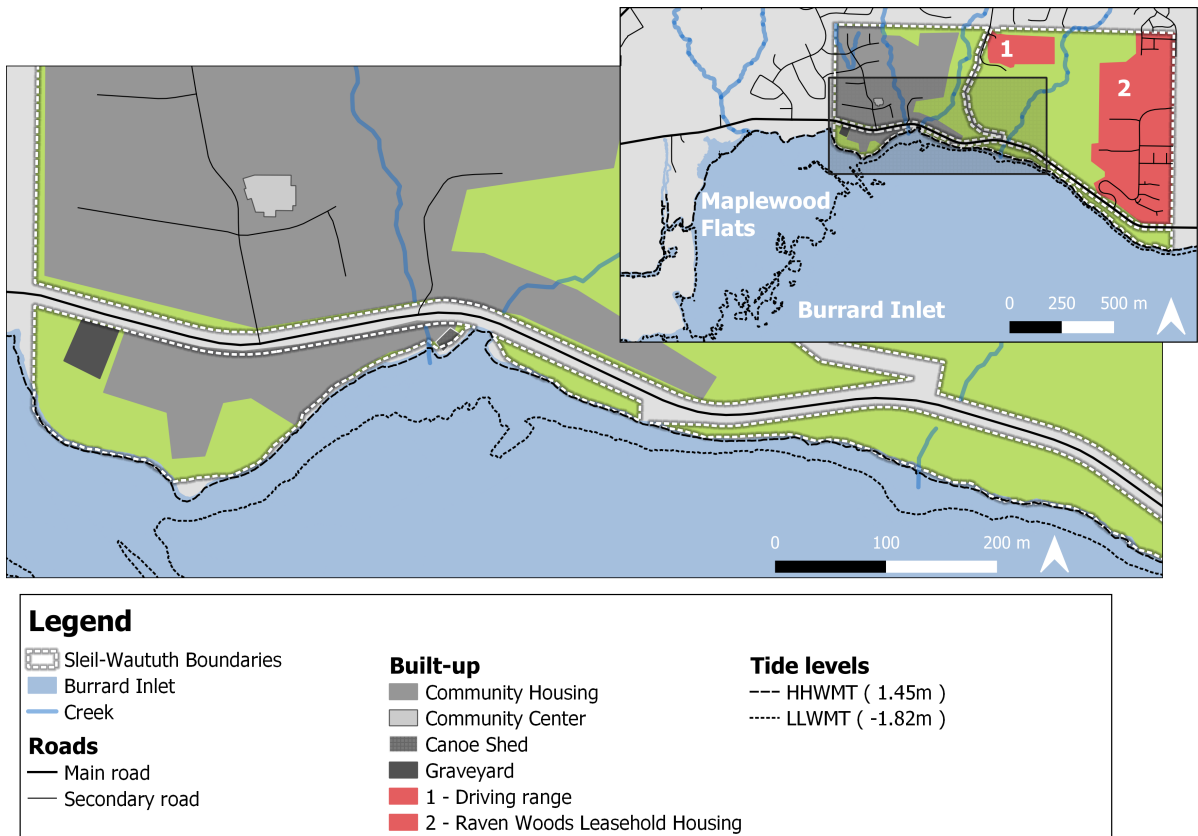 1
2
Maplewood
Flats
Burrard Inlet
0 250 500 m
0 100 200 m
Legend
Sleil-Waututh Boundaries
Burrard Inlet
Creek
Roads
Main road
Secondary road
Built-up
Community Housing
Community Center
Canoe Shed
Graveyard
1 - Driving range
2 - Raven Woods Leasehold Housing
Tide levels
HHWMT ( 1.45m )
LLWMT ( -1.82m )